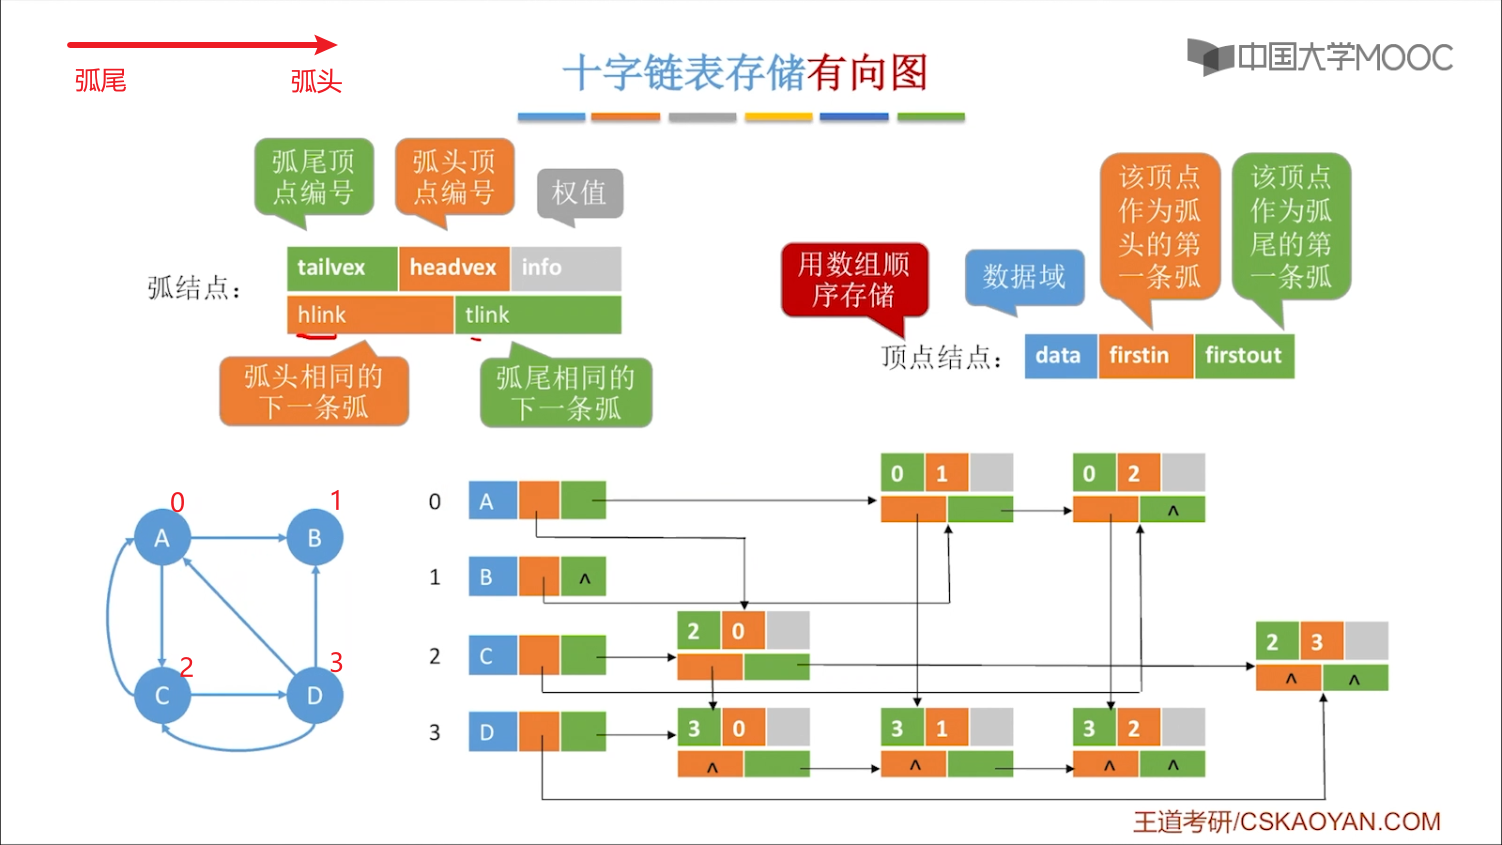 弧尾
弧头
十字链表存储有向图
中国大学MOOC
弧尾顶
点编号
弧头顶
点编号
权值
该顶点
作为弧
头的第
一条弧
该顶点
作为弧
尾的第
一条弧
用数组顺
序存储
数据域
弧结点：
tailvex headvex info
hlink tlink
顶点结点：
data firstin firstout
弧头相同的
下一条弧
弧尾相同的
下一条弧
0
1
A
B
2
3
C
D
0 A
0 1
0 2
^
1 B ^
2 C
2 0
2 3
^ ^
3 D
3 0
^
3 1
^
3 2
^ ^
王道考研/CSKAOYAN.COM